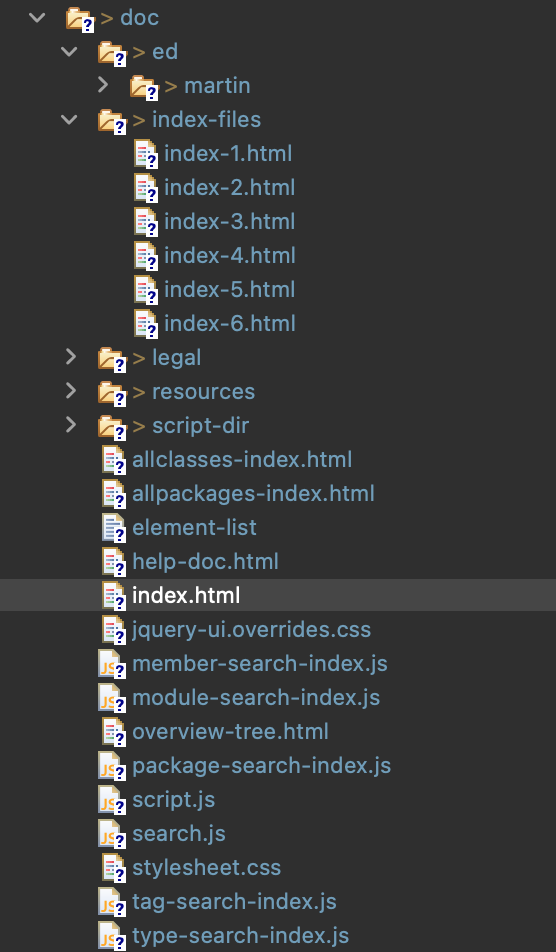 > doc
> ed
> martin
> index-files
index-1.html
index-2.html
index-3.html
index-4.html
index-5.html
index-6.html
> legal
> resources
> script-dir
allclasses-index.html
allpackages-index.html
element-list
help-doc.html
index.html
jquery-ui.overrides.css
member-search-index.js
module-search-index.js
overview-tree.html
package-search-index.js
script.js
search.js
stylesheet.css
tag-search-index.js
type-search-index.js